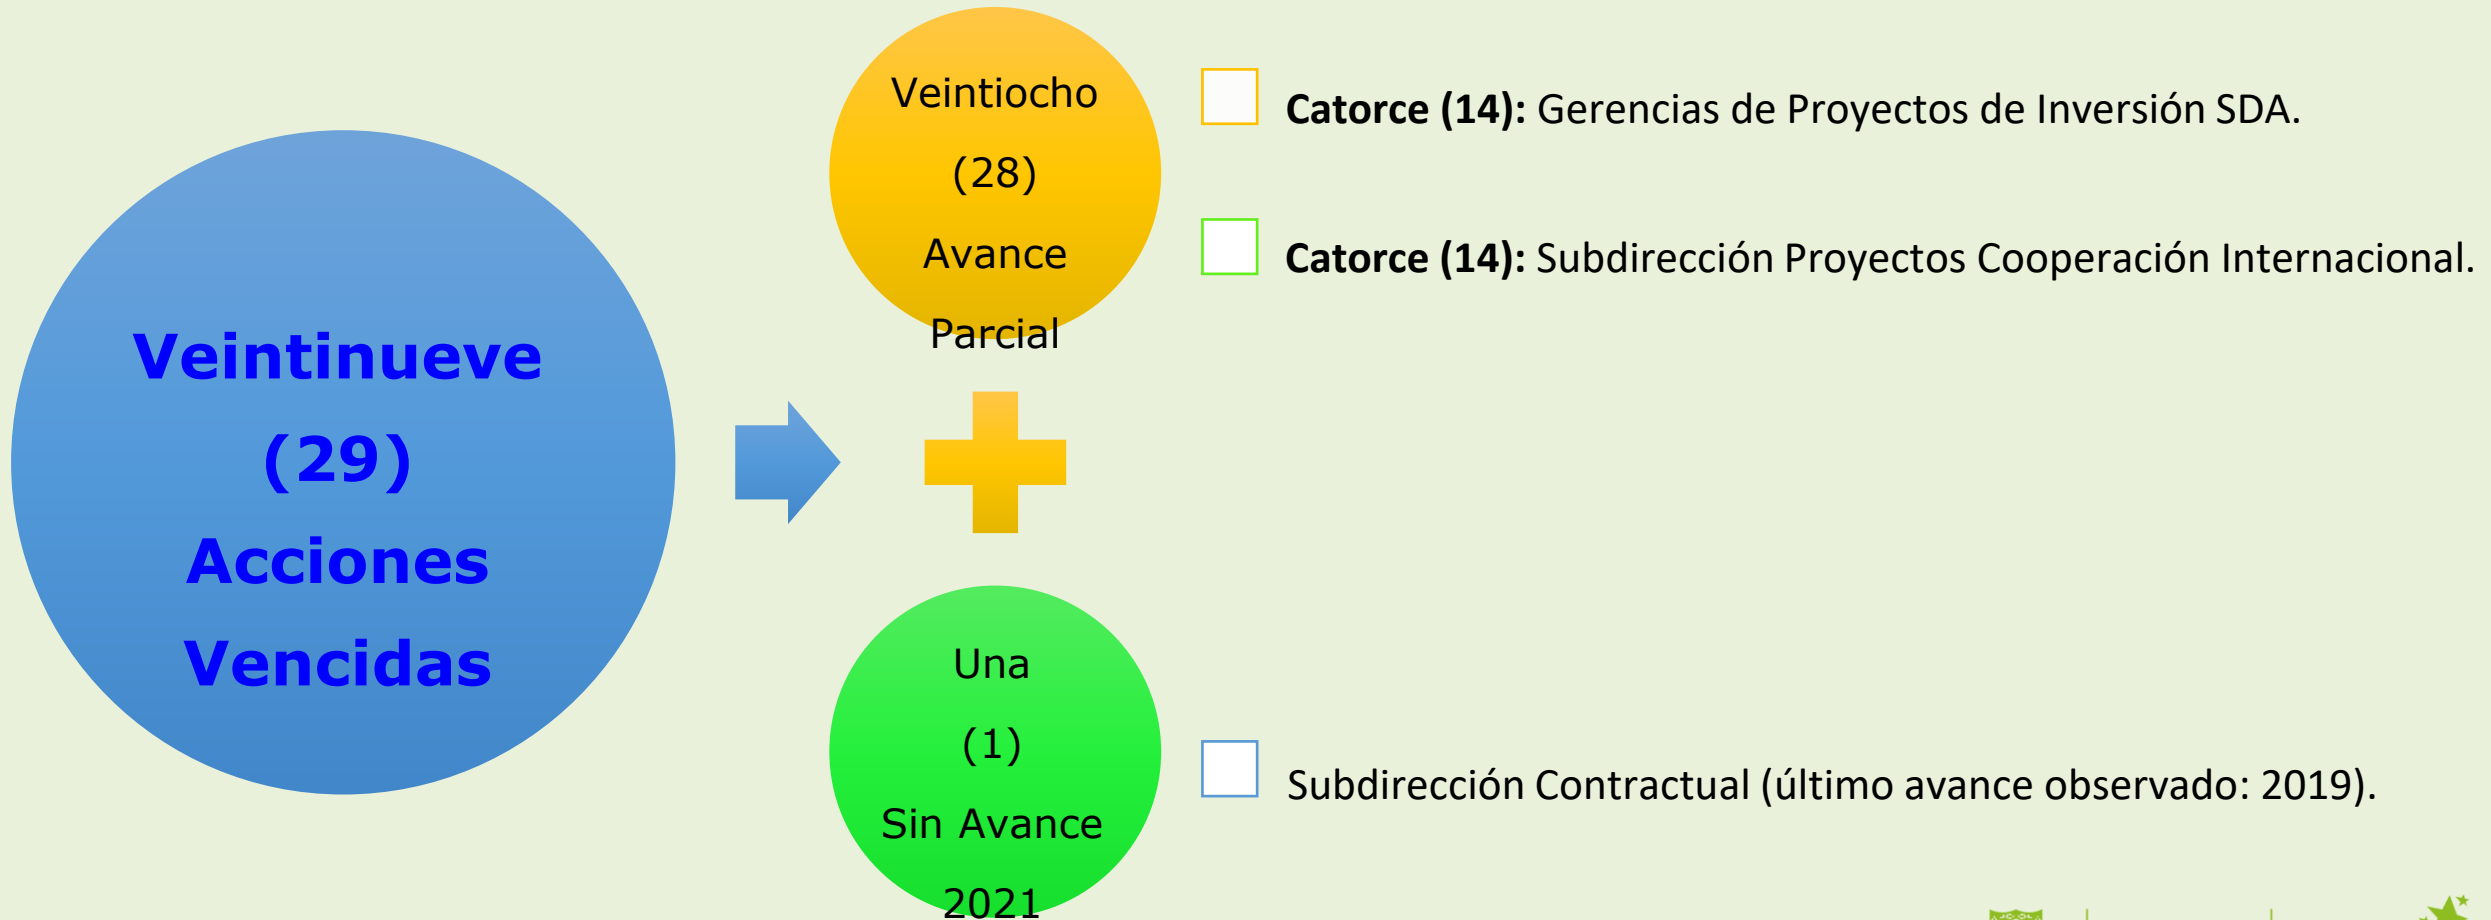 Veintinueve
(29)
Acciones
Vencidas
Veintiocho
(28)
Avance
Parcial
Catorce (14): Gerencias de Proyectos de Inversión SDA.
Catorce (14): Subdirección Proyectos Cooperación Internacional.
Una
(1)
Sin Avance
2021
Subdirección Contractual (último avance observado: 2019).